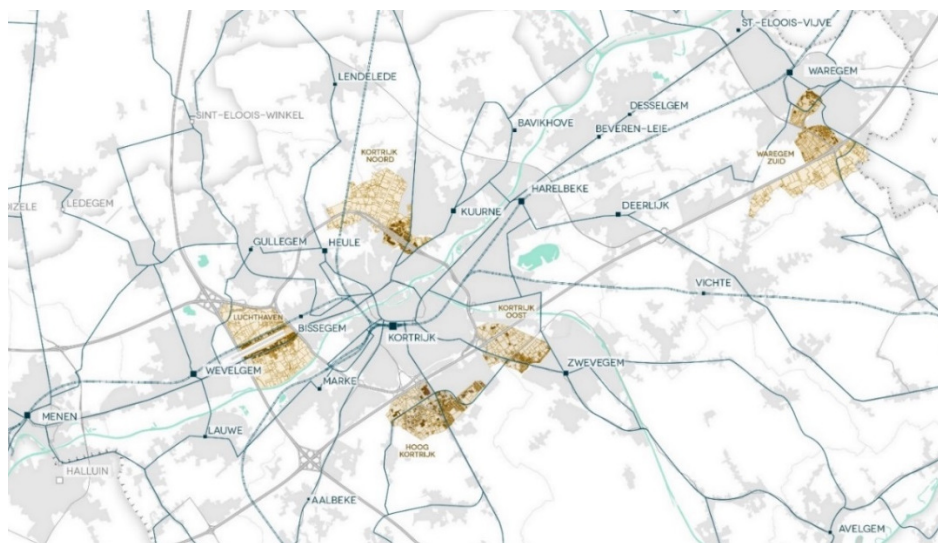 ST.-ELOOIS-VIJVE
WAREGEM
LENDELEDE
DESSELGEM
SINT-ELOOIS-WINKEL
BAVIKHOVE
BEVEREN-LEIE
KORTRIJK
NOORD
WAREGEM
ZUID
HARELBEKE
IZELE
LEDEGEM
KUURNE
DEERLIJK
GULLEGEM
HEULE
VICHTE
LUCHTHAVEN
KORTRIJK
OOST
BISSEGEM
KORTRIJK
ZWEVEGEM
WEVELGEM
MARKE
MENEN
LAUWE
HOOG
KORTRIJK
HALLUIN
AALBEKE
AVELGEM